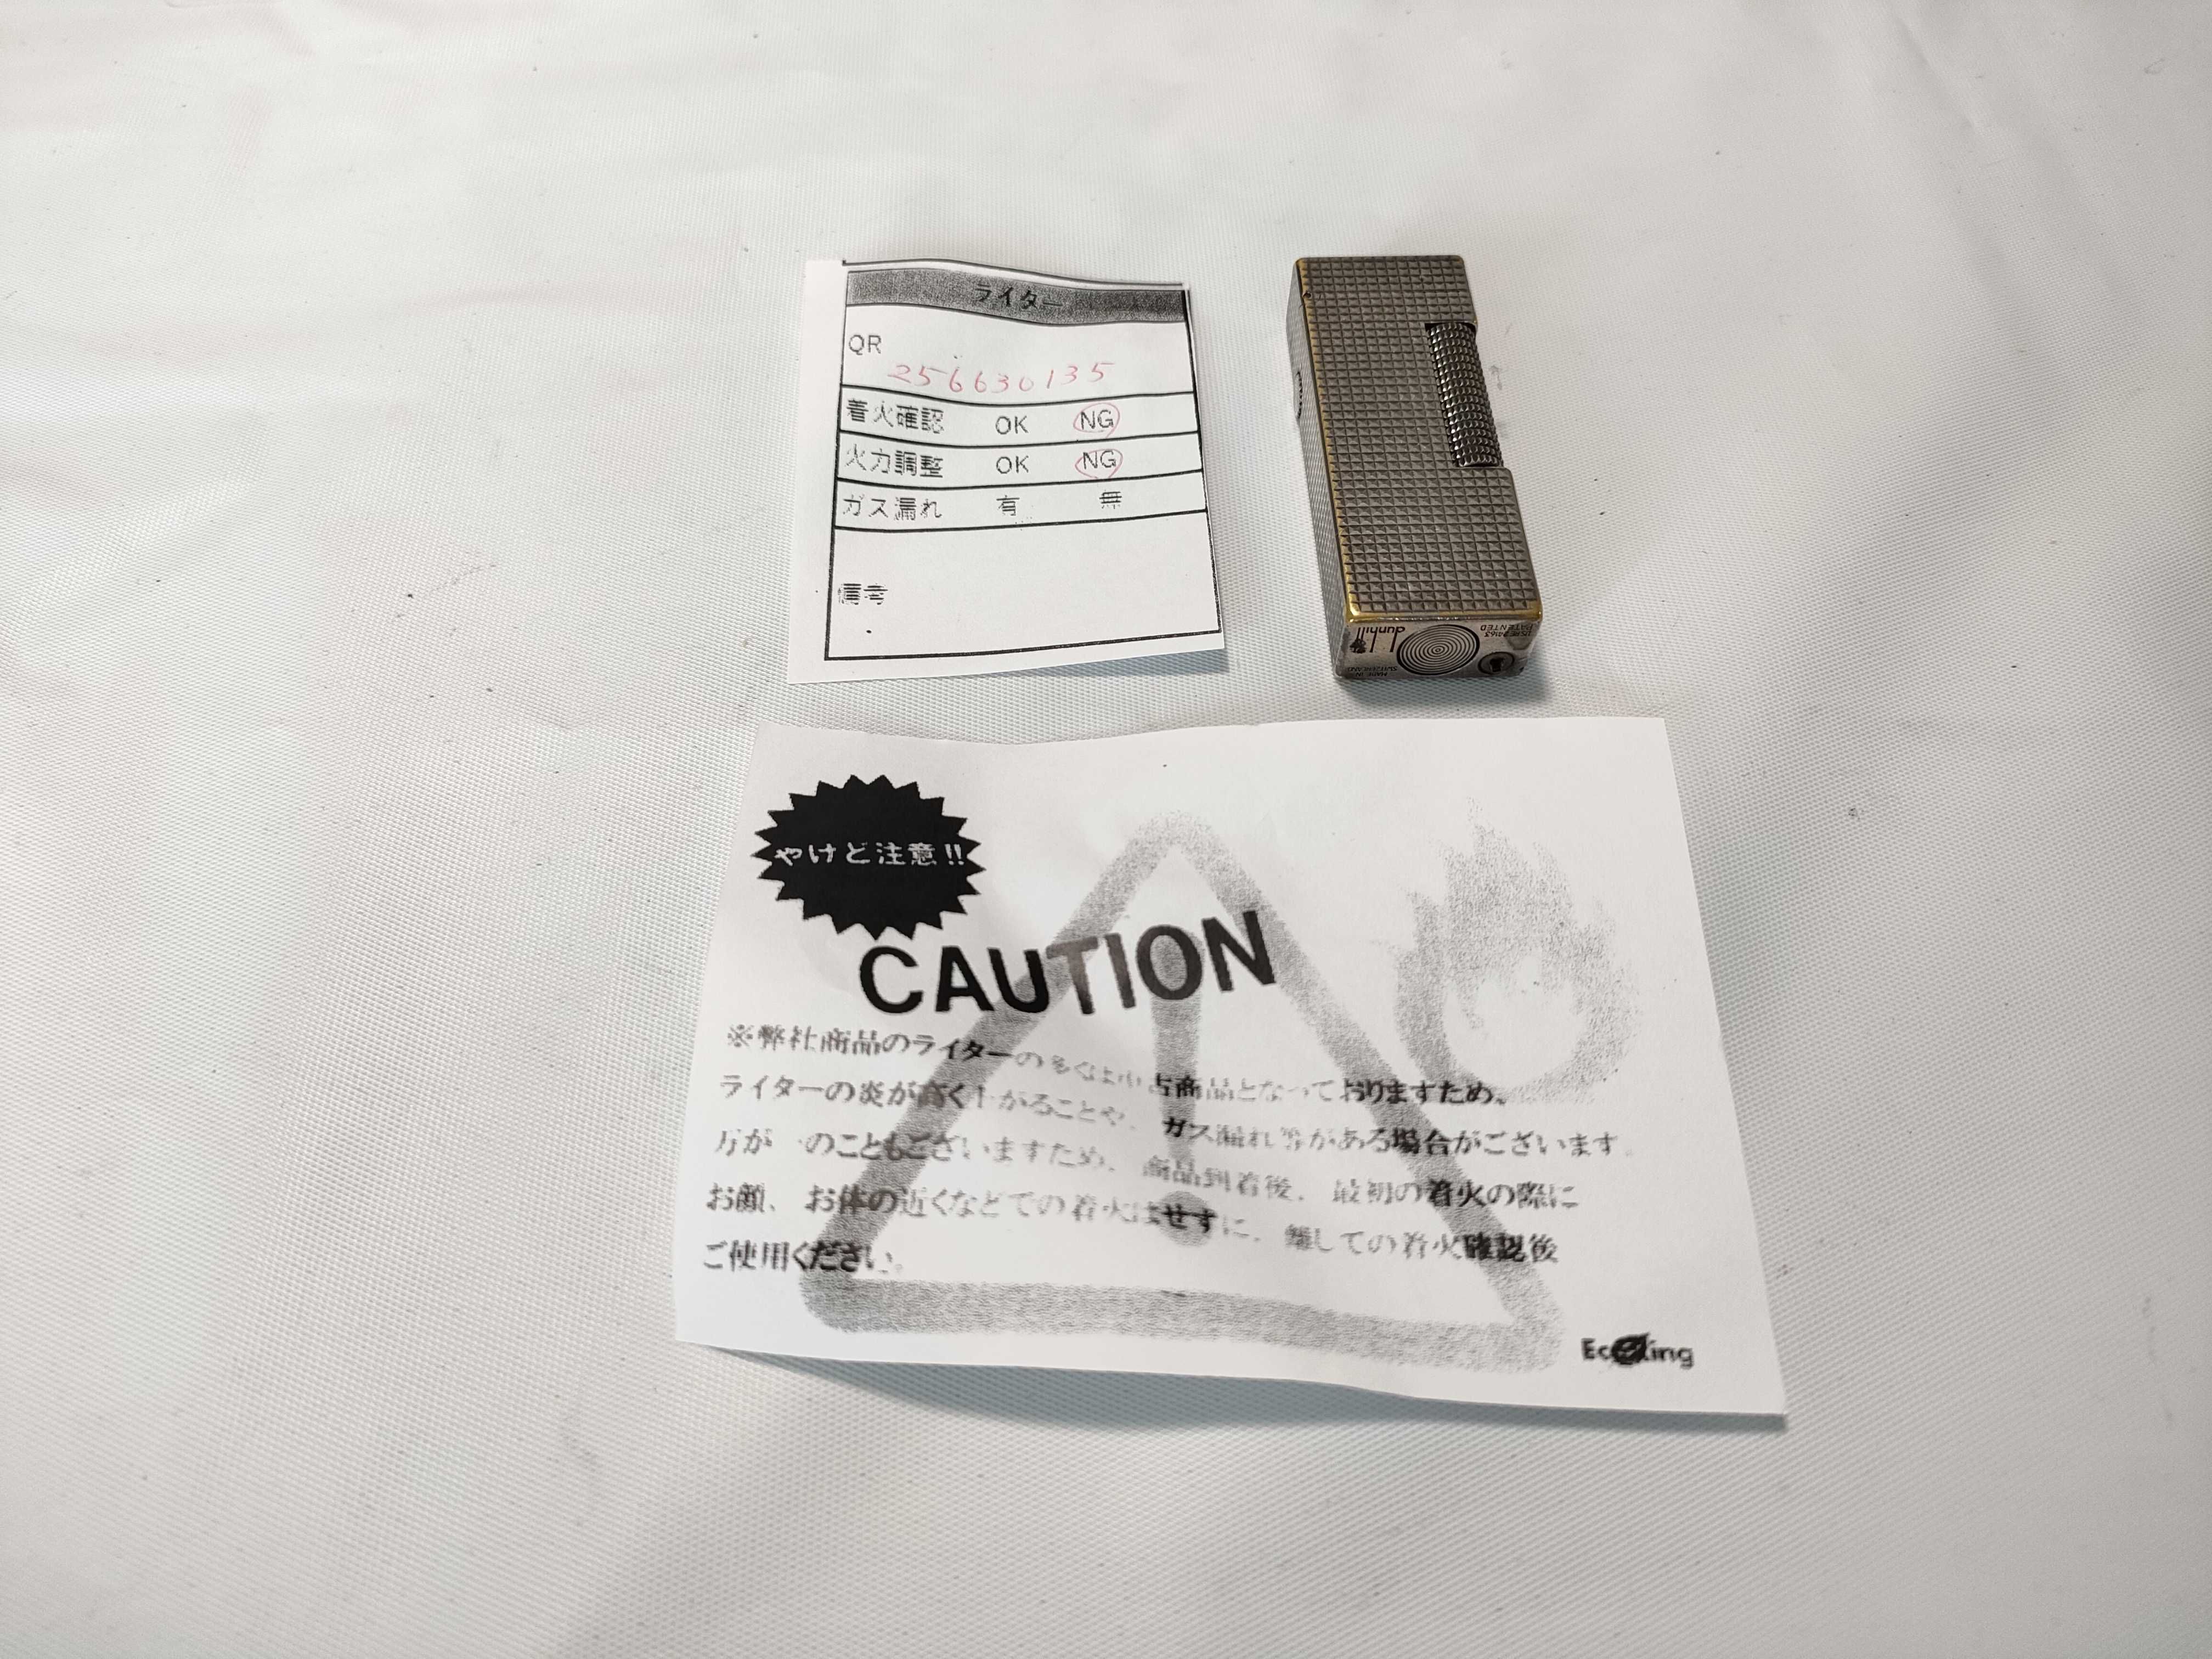 ライター
QR
256630135
着火確認 OK NG
火力調整 OK NG
ガス漏れ 有 無
備考
dunhill
PATENTED
やけど注意!!
CAUTION
※弊社商品のライターの多くは中古商品となっておりますため、
ライターの炎が高く上がることや、ガス漏れ等がある場合がございます。
万が一のこともございますため、商品到着後、最初の着火の際に
お顔、お体の近くなどでの着火はせずに、離しての着火確認後
ご使用ください。
EcoRing